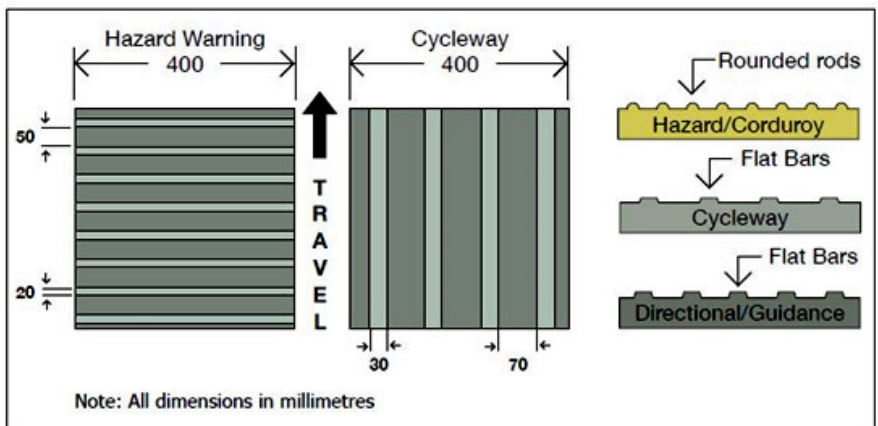 Hazard Warning
400
Cycleway
400
50
20
TRAVEL
30
70
Rounded rods
Hazard/Corduroy
Flat Bars
Cycleway
Flat Bars
Directional/Guidance
Note: All dimensions in millimetres